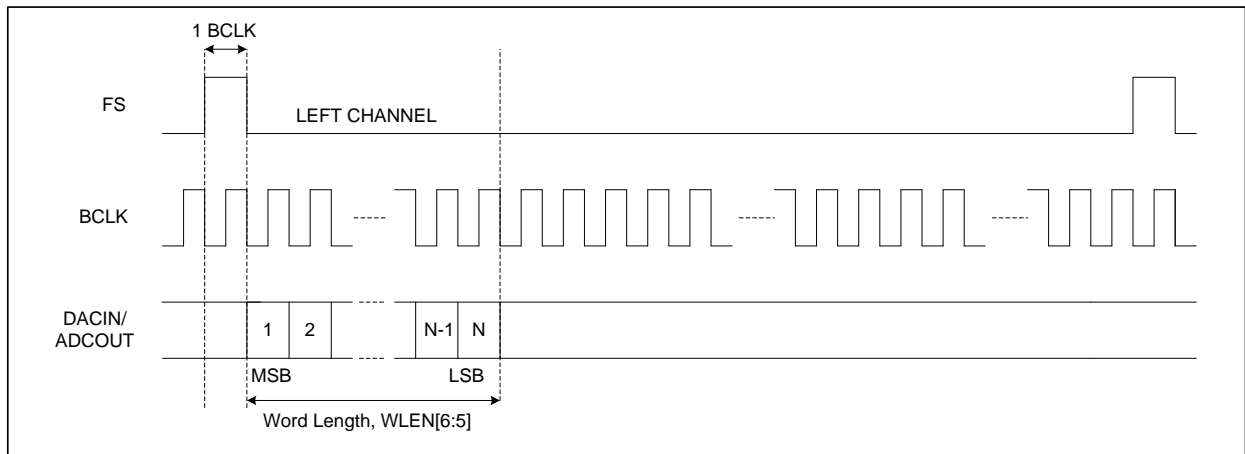 1 BCLK
FS
LEFT CHANNEL
BCLK
DACIN/
ADCOUT
1 2 N-1 N
MSB LSB
Word Length, WLEN[6:5]